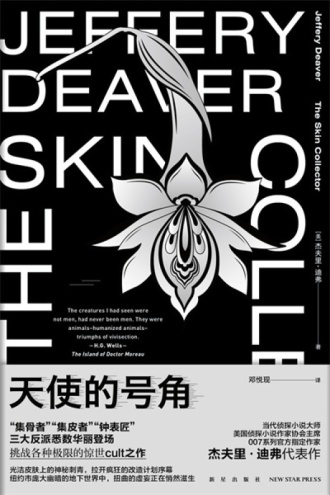 JEFFERY
DEAVER
SKIN
THE
COLLE
Jeffery Deaver
The Skin Collector
[美] 杰夫里·迪弗
著
The creatures I had seen were
not men, had never been men. They were
animals–humanized animals–
triumphs of vivisection.
—H.G. Wells—
The Island of Doctor Moreau
天使的号角
邓悦现——译
“集骨者”“集皮者”“钟表匠”
三大反派悉数华丽登场
挑战各种极限的惊世cult之作
光洁皮肤上的神秘刺青，拉开疯狂的改造计划序幕
纽约市庞大幽暗的地下世界中，扭曲的虚妄正在悄然滋生
当代侦探小说大师
美国侦探小说作家协会主席
007系列官方指定作家
杰夫里·迪弗代表作
新星出版社 NEW STAR PRESS